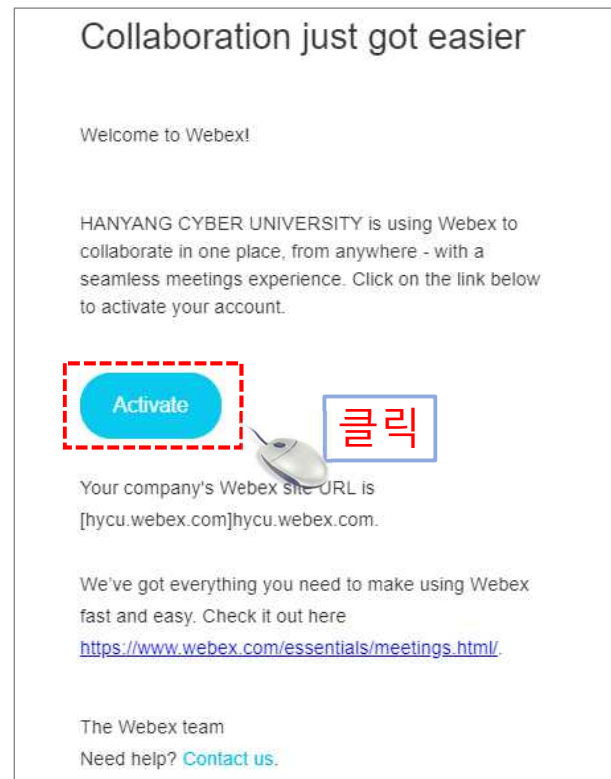 Collaboration just got easier
Welcome to Webex!
HANYANG CYBER UNIVERSITY is using Webex to
collaborate in one place, from anywhere - with a
seamless meetings experience. Click on the link below
to activate your account.
Activate
클릭
Your company's Webex site URL is
[hycu.webex.com]hycu.webex.com.
We've got everything you need to make using Webex
fast and easy. Check it out here
https://www.webex.com/essentials/meetings.html/.
The Webex team
Need help? Contact us.